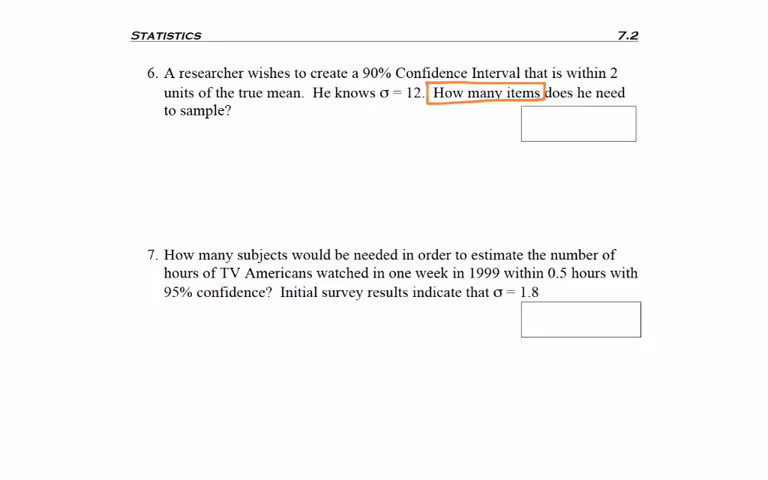 STATISTICS 7.2
6. A researcher wishes to create a 90% Confidence Interval that is within 2
units of the true mean. He knows σ = 12. How many items does he need
to sample?
7. How many subjects would be needed in order to estimate the number of
hours of TV Americans watched in one week in 1999 within 0.5 hours with
95% confidence? Initial survey results indicate that σ = 1.8